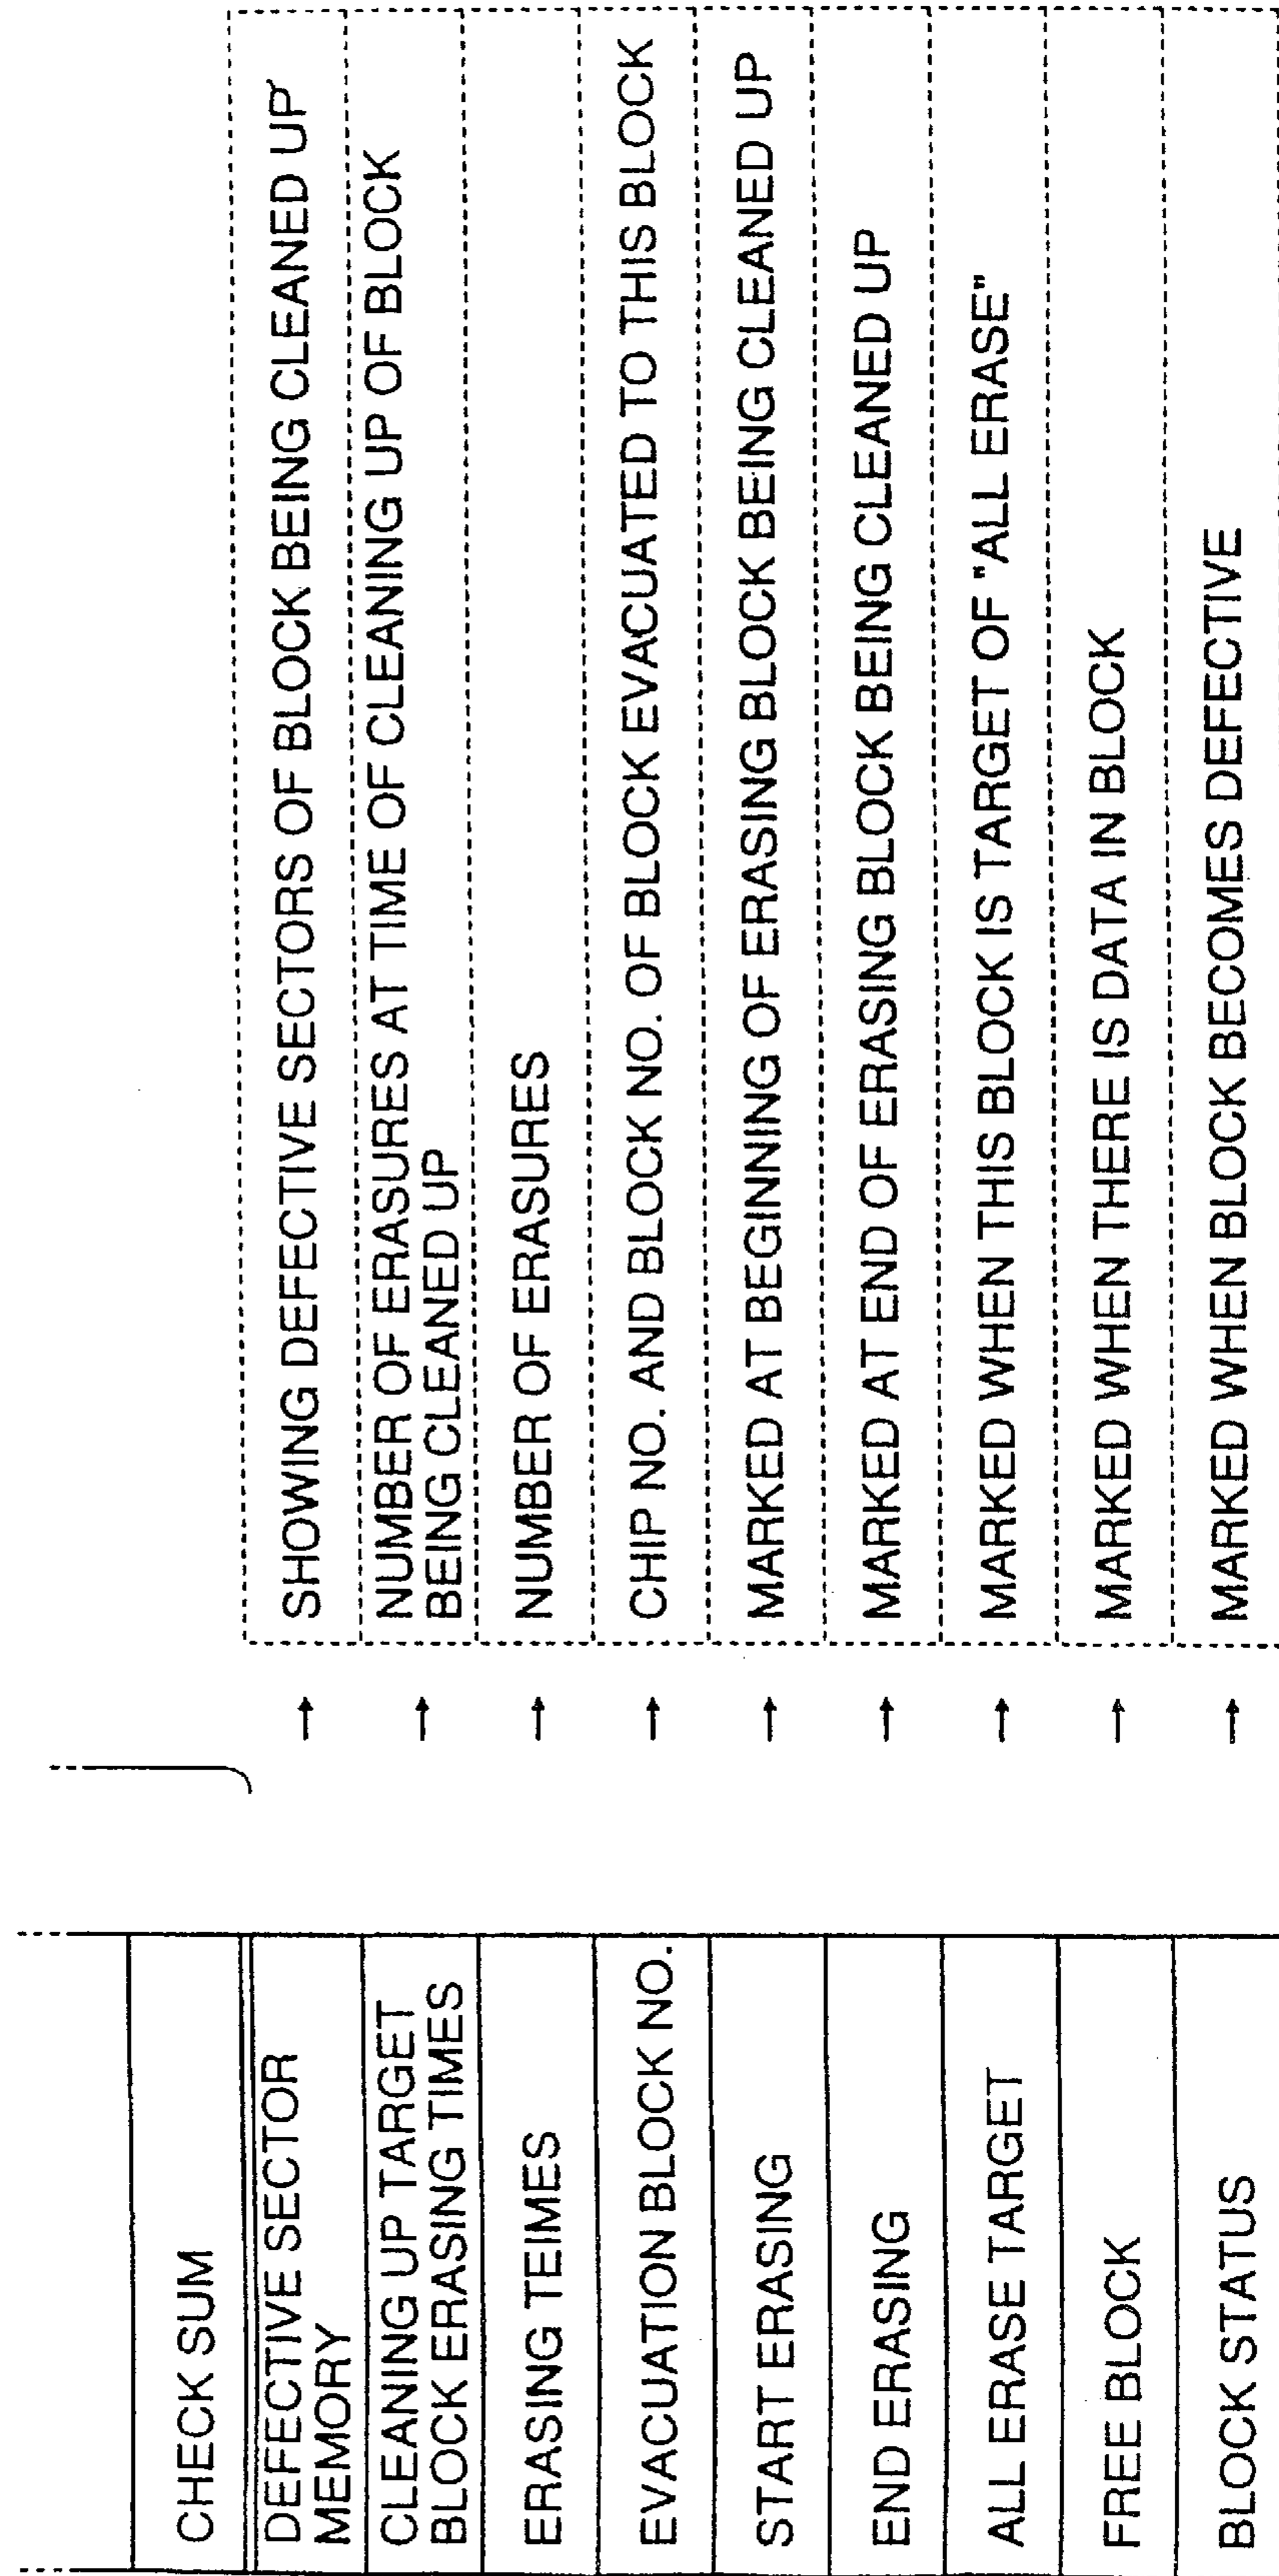 CHECK SUM
DEFECTIVE SECTOR
MEMORY
→ SHOWING DEFECTIVE SECTORS OF BLOCK BEING CLEANED UP
CLEANING UP TARGET
BLOCK ERASING TIMES
→ NUMBER OF ERASURES AT TIME OF CLEANING UP OF BLOCK
BEING CLEANED UP
ERASING TEIMES → NUMBER OF ERASURES
EVACUATION BLOCK NO. → CHIP NO. AND BLOCK NO. OF BLOCK EVACUATED TO THIS BLOCK
START ERASING → MARKED AT BEGINNING OF ERASING BLOCK BEING CLEANED UP
END ERASING → MARKED AT END OF ERASING BLOCK BEING CLEANED UP
ALL ERASE TARGET → MARKED WHEN THIS BLOCK IS TARGET OF "ALL ERASE"
FREE BLOCK → MARKED WHEN THERE IS DATA IN BLOCK
BLOCK STATUS → MARKED WHEN BLOCK BECOMES DEFECTIVE